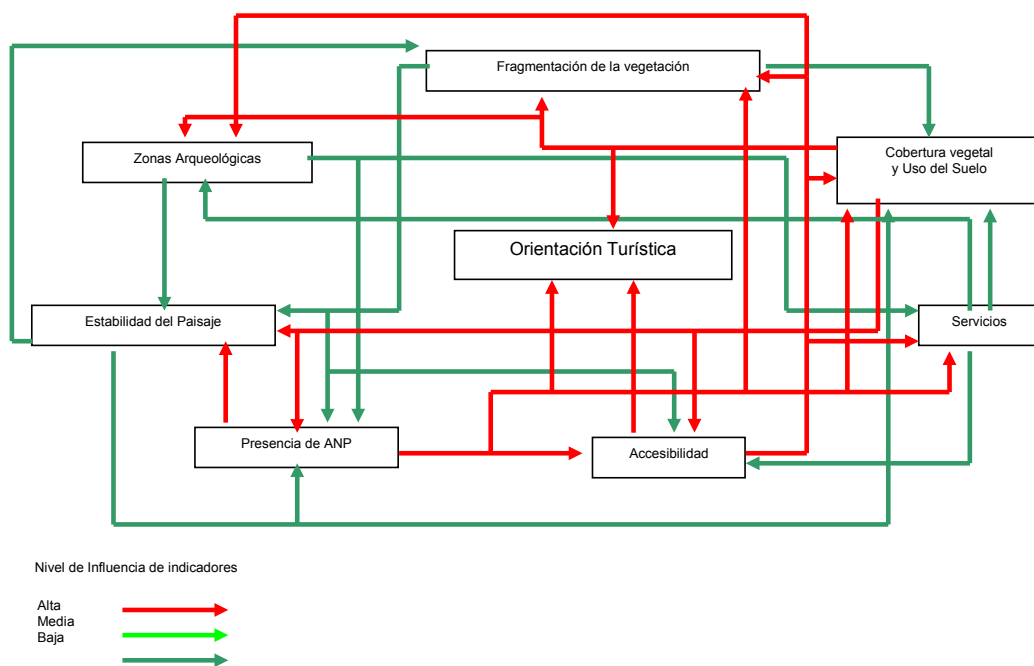 Fragmentación de la vegetación
Zonas Arqueológicas
Cobertura vegetal
y Uso del Suelo
Orientación Turística
Estabilidad del Paisaje
Servicios
Presencia de ANP
Accesibilidad
Nivel de Influencia de indicadores
Alta
Media
Baja